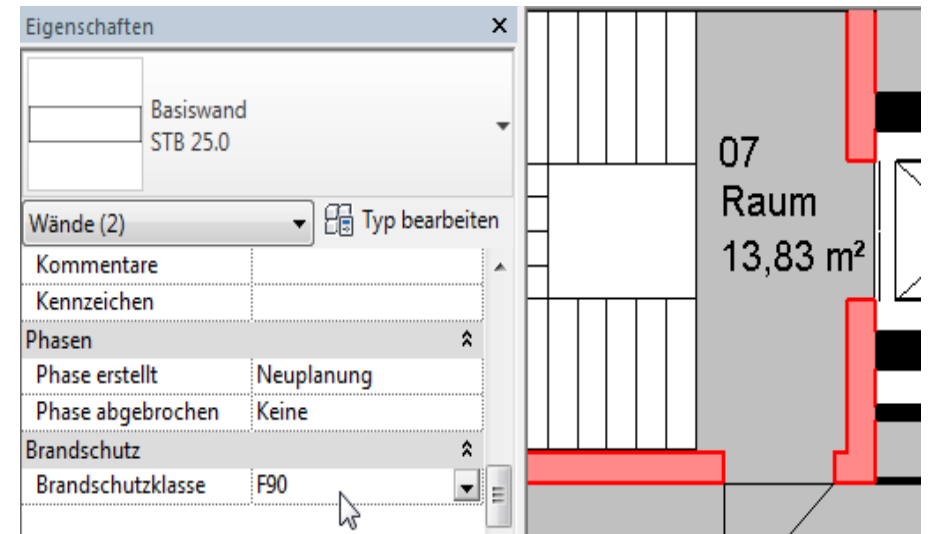 Eigenschaften
Basiswand
STB 25.0
Wände (2)
Typ bearbeiten
Kommentare
Kennzeichen
Phasen
Phase erstellt Neuplanung
Phase abgebrochen Keine
Brandschutz
Brandschutzklasse F90
07
Raum
13,83 m²